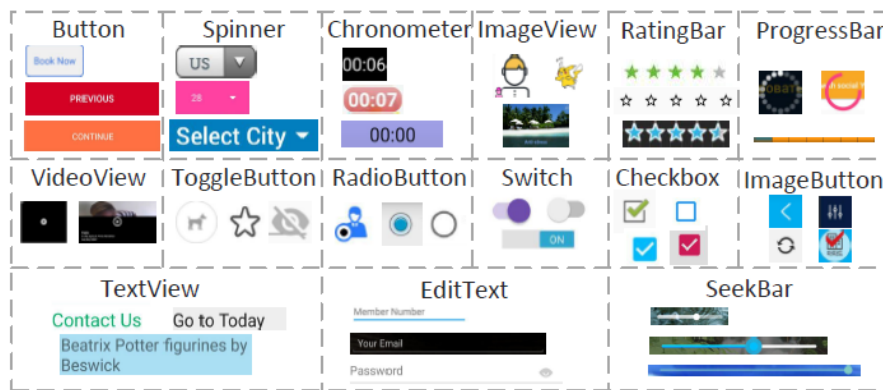 Button
Spinner
Chronometer
ImageView
RatingBar
ProgressBar
Book Now
PREVIOUS
CONTINUE
US
28
Select City
00:06
00:07
00:00
VideoView
ToggleButton
RadioButton
Switch
Checkbox
ImageButton
ON
TextView
EditText
SeekBar
Contact Us
Go to Today
Beatrix Potter figurines by
Beswick
Member Number
Your Email
Password